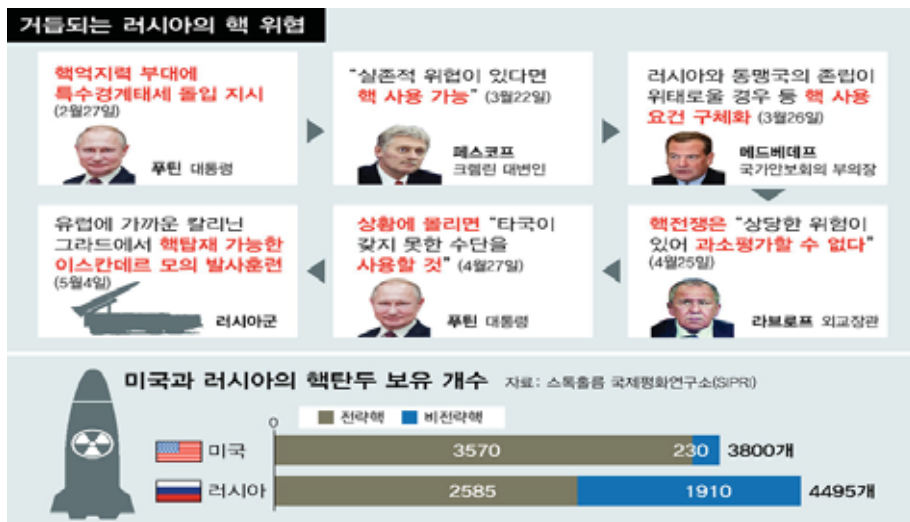 거듭되는 러시아의 핵 위협
핵억지력 부대에
특수경계태세 돌입 지시
(2월27일)
푸틴 대통령
“실존적 위협이 있다면
핵 사용 가능” (3월22일)
페스코프
크렘린 대변인
러시아와 동맹국의 존립이
위태로울 경우 등 핵 사용
요건 구체화 (3월26일)
메드베데프
국가안보회의 부의장
핵전쟁은 “상당한 위험이
있어 과소평가할 수 없다”
(4월25일)
라브로프 외교장관
상황에 몰리면 “타국이
갖지 못한 수단을
사용할 것” (4월27일)
푸틴 대통령
유럽에 가까운 칼리닌
그라드에서 핵탑재 가능한
이스칸데르 모의 발사훈련
(5월4일)
러시아군
미국과 러시아의 핵탄두 보유 개수 자료: 스톡홀름 국제평화연구소(SIPRI)
전략핵 비전략핵
0
미국 3570 230 3800개
러시아 2585 1910 4495개